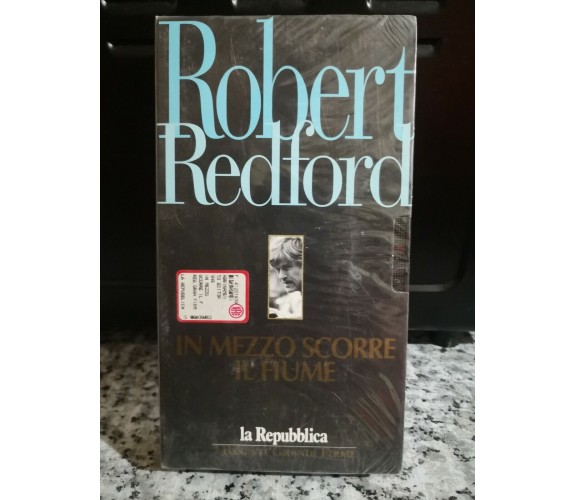 Robert
Redford
IN MEZZO SCORRE
IL FIUME
la Repubblica